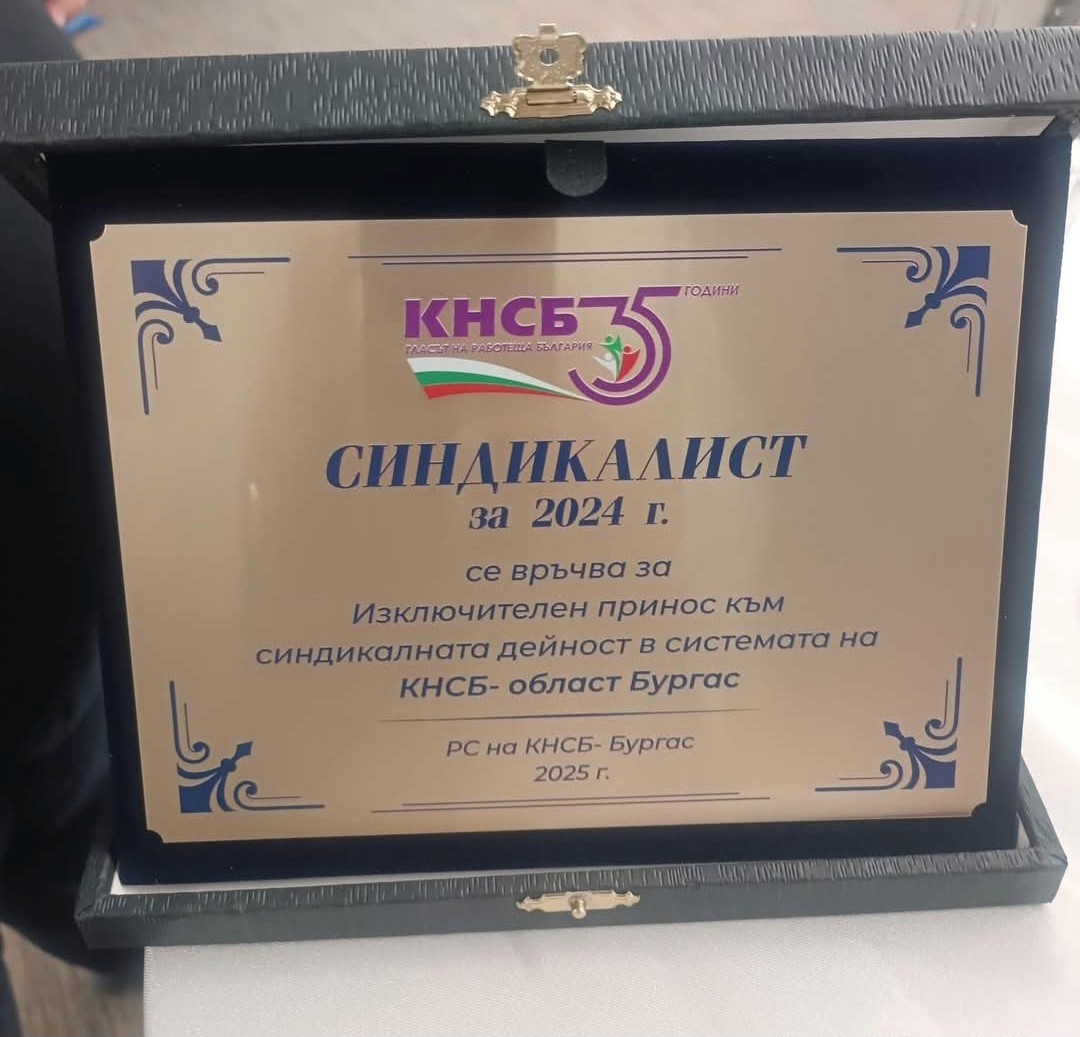 КНСБ 35 ГОДИНИ
ГЛАСЪТ НА РАБОТЕЩА БЪЛГАРИЯ
СИНДИКАЛИСТ
за 2024 г.
се връчва за
Изключителен принос към
синдикалната дейност в системата на
КНСБ- област Бургас
РС на КНСБ- Бургас
2025 г.